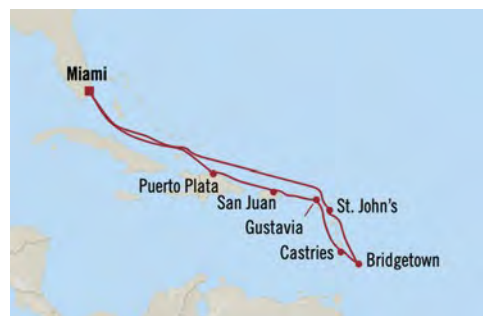 Miami
Puerto Plata
San Juan
Gustavia
St. John's
Castries
Bridgetown